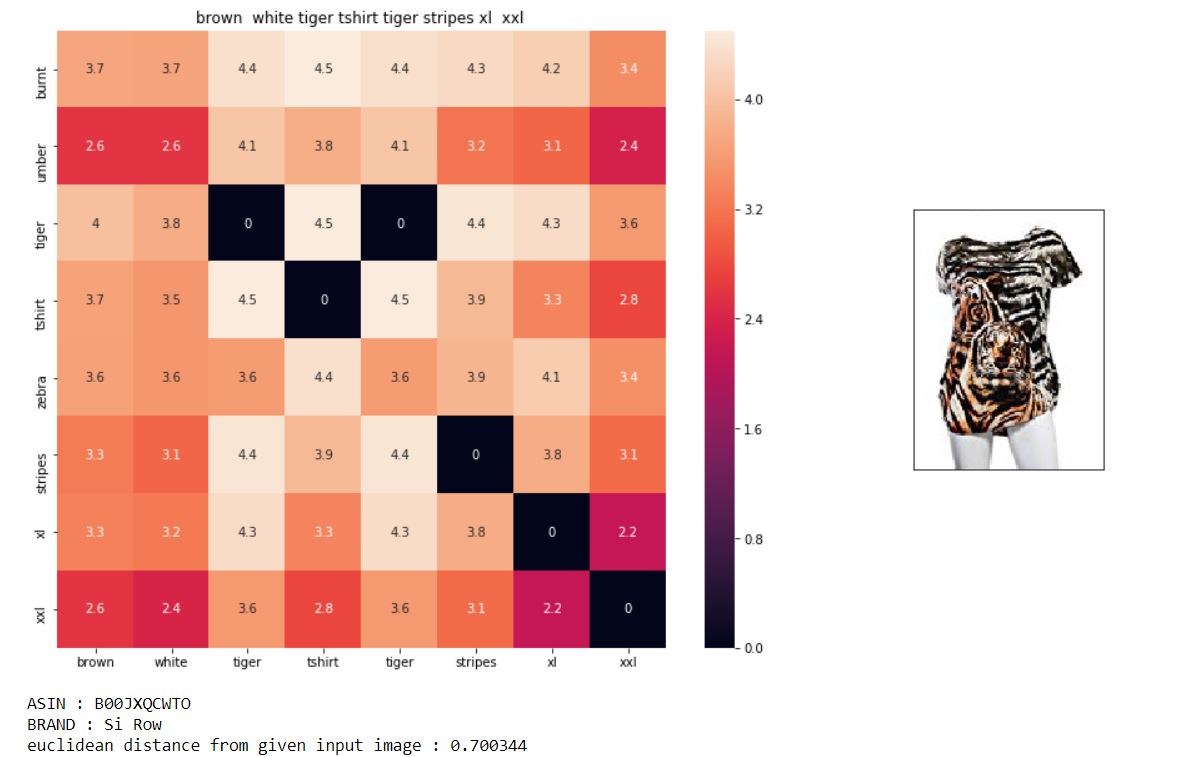 brown  white tiger tshirt tiger stripes xl  xxl
burnt 3.7 3.7 4.4 4.5 4.4 4.3 4.2 3.4
umber 2.6 2.6 4.1 3.8 4.1 3.2 3.1 2.4
tiger 4 3.8 0 4.5 0 4.4 4.3 3.6
tshirt 3.7 3.5 4.5 0 4.5 3.9 3.3 2.8
zebra 3.6 3.6 3.6 4.4 3.6 3.9 4.1 3.4
stripes 3.3 3.1 4.4 3.9 4.4 0 3.8 3.1
xl 3.3 3.2 4.3 3.3 4.3 3.8 0 2.2
xxl 2.6 2.4 3.6 2.8 3.6 3.1 2.2 0
brown white tiger tshirt tiger stripes xl xxl
4.0
3.2
2.4
1.6
0.8
0.0
ASIN : B00JXQCWTO
BRAND : Si Row
euclidean distance from given input image : 0.700344